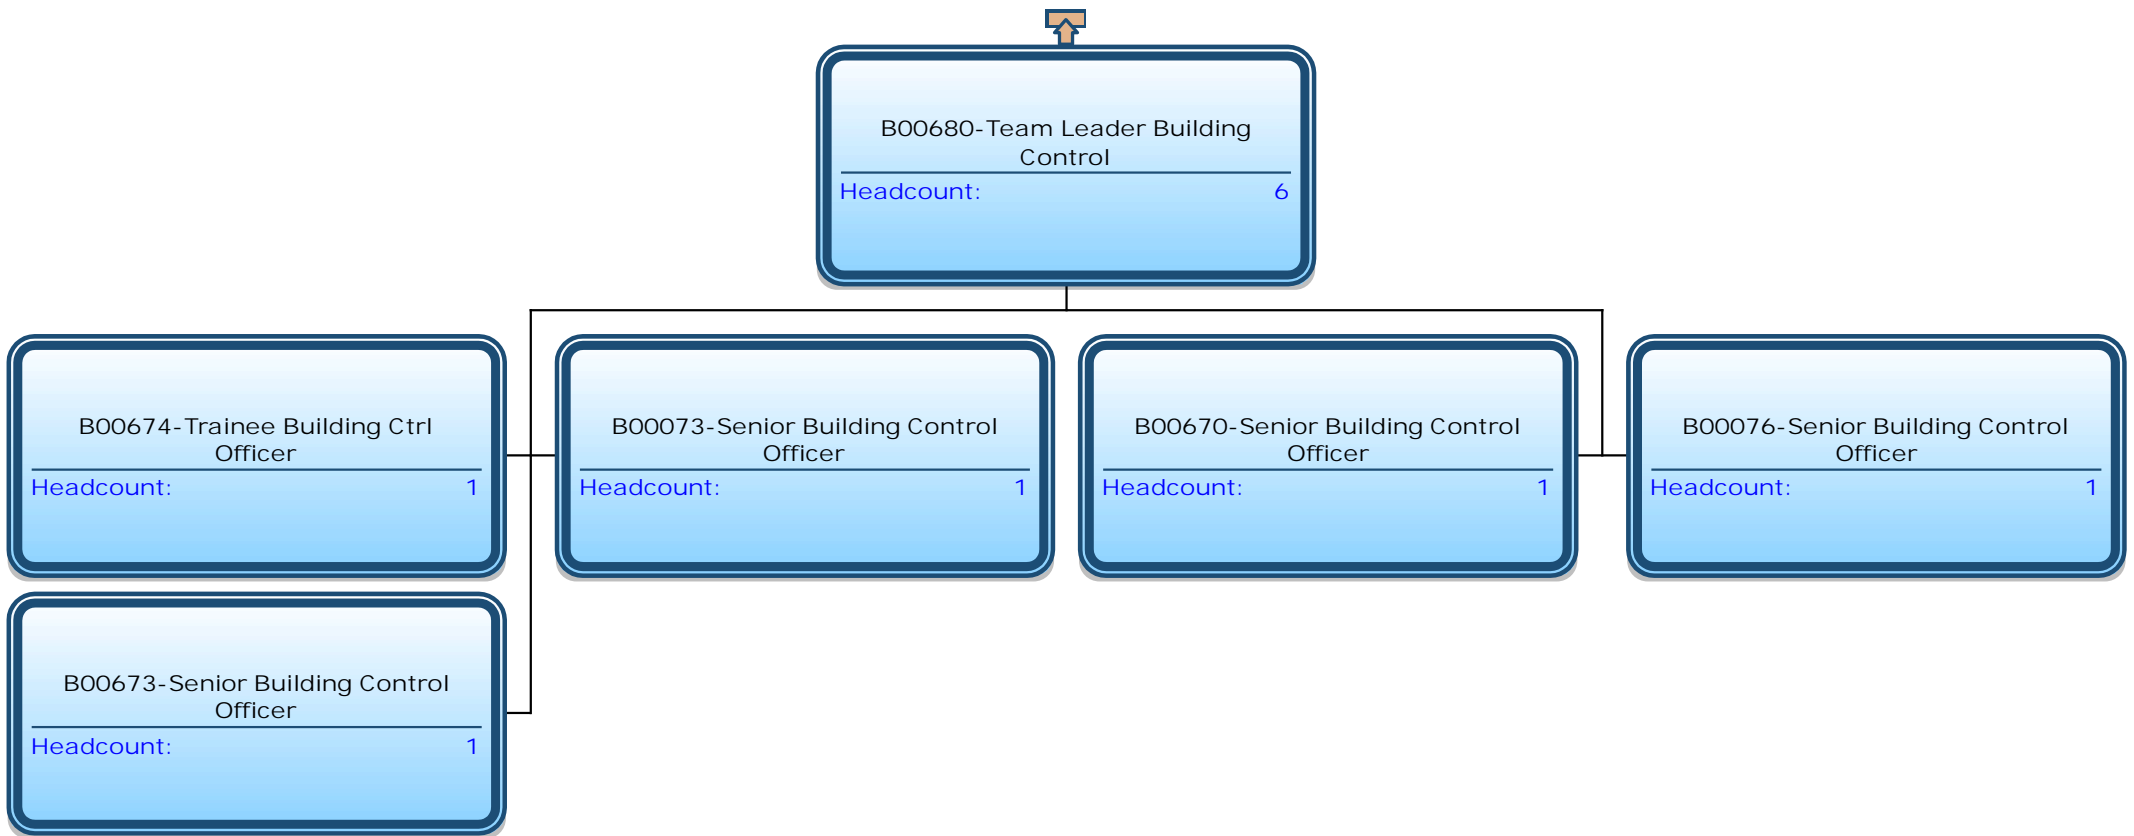 B00680-Team Leader Building
Control
Headcount: 6
B00674-Trainee Building Ctrl
Officer
Headcount: 1
B00073-Senior Building Control
Officer
Headcount: 1
B00670-Senior Building Control
Officer
Headcount: 1
B00076-Senior Building Control
Officer
Headcount: 1
B00673-Senior Building Control
Officer
Headcount: 1